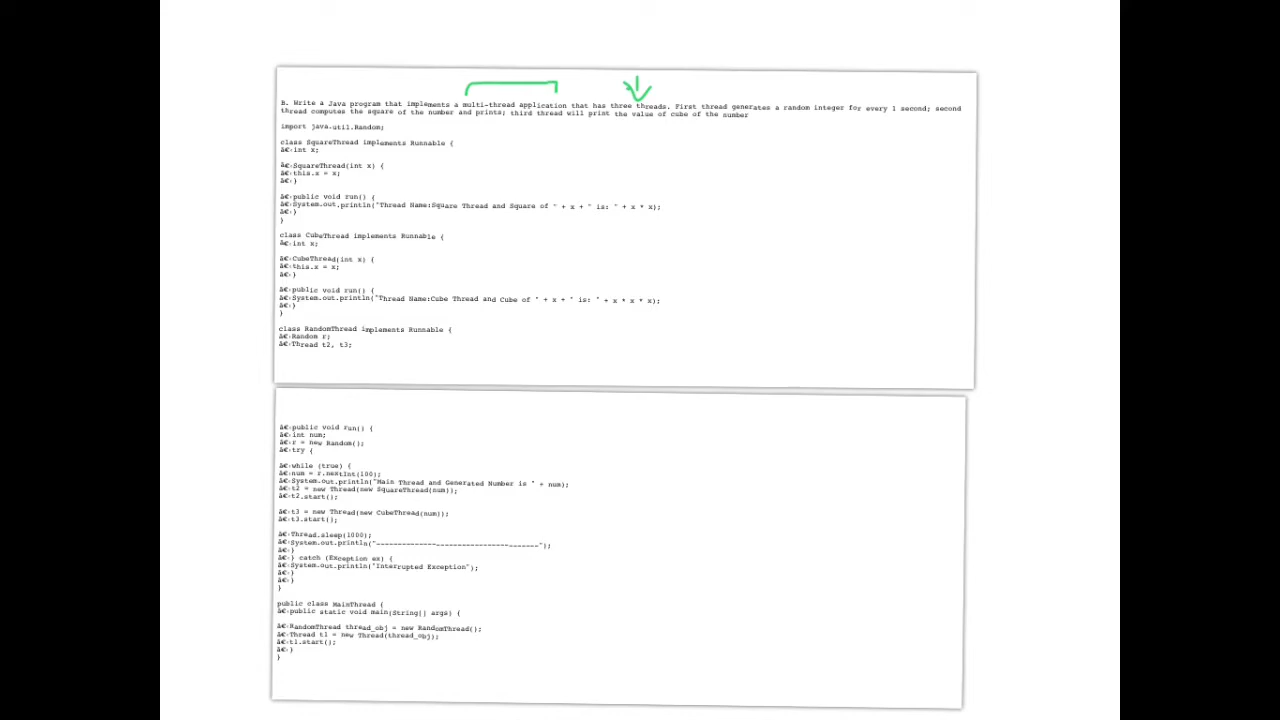 B. Write a Java program that implements a multi-thread application that has three threads. First thread generates a random integer for every 1 second; second
thread computes the square of the number and prints; third thread will print the value of cube of the number
import java.util.Random;
class SquareThread implements Runnable {
â€‹int x;
â€‹SquareThread(int x) {
â€‹this.x = x;
â€‹}
â€‹public void run() {
â€‹System.out.println("Thread Name:Square Thread and Square of " + x + " is: " + x * x);
â€‹}
}
class CubeThread implements Runnable {
â€‹int x;
â€‹CubeThread(int x) {
â€‹this.x = x;
â€‹}
â€‹public void run() {
â€‹System.out.println("Thread Name:Cube Thread and Cube of " + x + " is: " + x * x * x);
â€‹}
}
class RandomThread implements Runnable {
â€‹Random r;
â€‹Thread t2, t3;
â€‹public void run() {
â€‹int num;
â€‹r = new Random();
â€‹try {
â€‹while (true) {
â€‹num = r.nextInt(100);
â€‹System.out.println("Main Thread and Generated Number is " + num);
â€‹t2 = new Thread(new SquareThread(num));
â€‹t2.start();
â€‹t3 = new Thread(new CubeThread(num));
â€‹t3.start();
â€‹Thread.sleep(1000);
â€‹System.out.println("--------------------------------------");
â€‹}
â€‹} catch (Exception ex) {
â€‹System.out.println("Interrupted Exception");
â€‹}
â€‹}
}
public class MainThread {
â€‹public static void main(String[] args) {
â€‹RandomThread thread_obj = new RandomThread();
â€‹Thread t1 = new Thread(thread_obj);
â€‹t1.start();
â€‹}
}